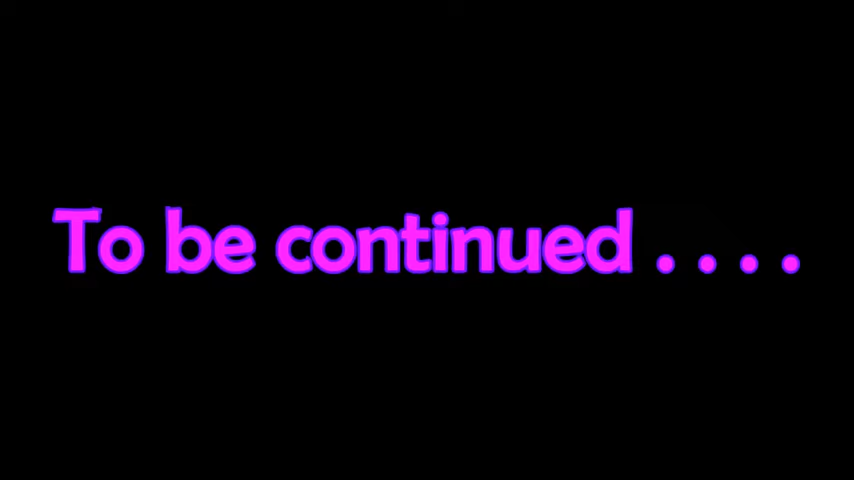 To be continued . . . .